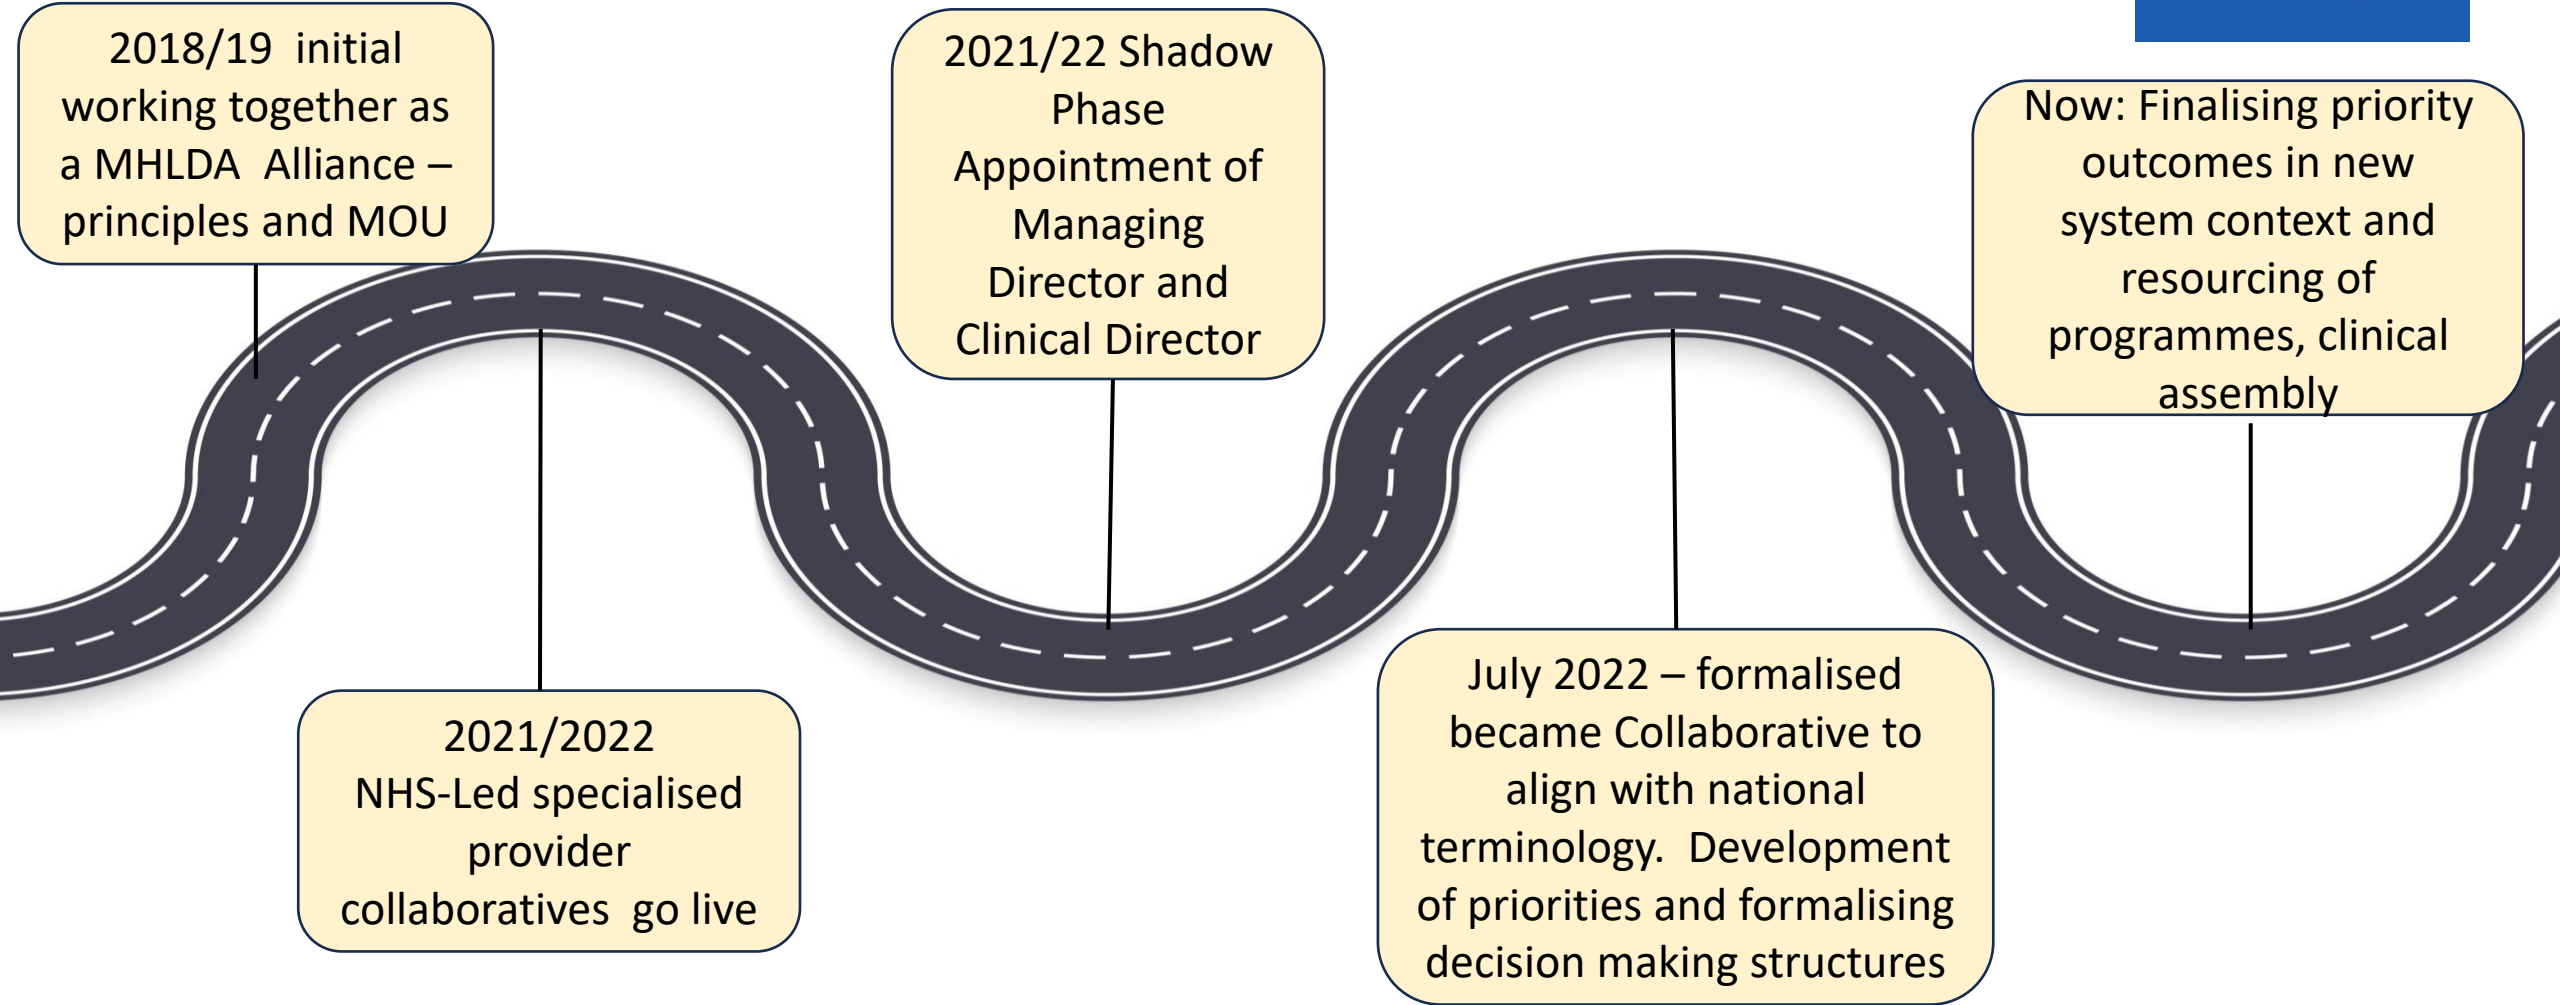 2018/19  initial
working together as
a MHLDA  Alliance –
principles and MOU
2021/2022
NHS-Led specialised
provider
collaboratives  go live
2021/22 Shadow
Phase
Appointment of
Managing
Director and
Clinical Director
July 2022 – formalised
became Collaborative to
align with national
terminology.  Development
of priorities and formalising
decision making structures
Now: Finalising priority
outcomes in new
system context and
resourcing of
programmes, clinical
assembly